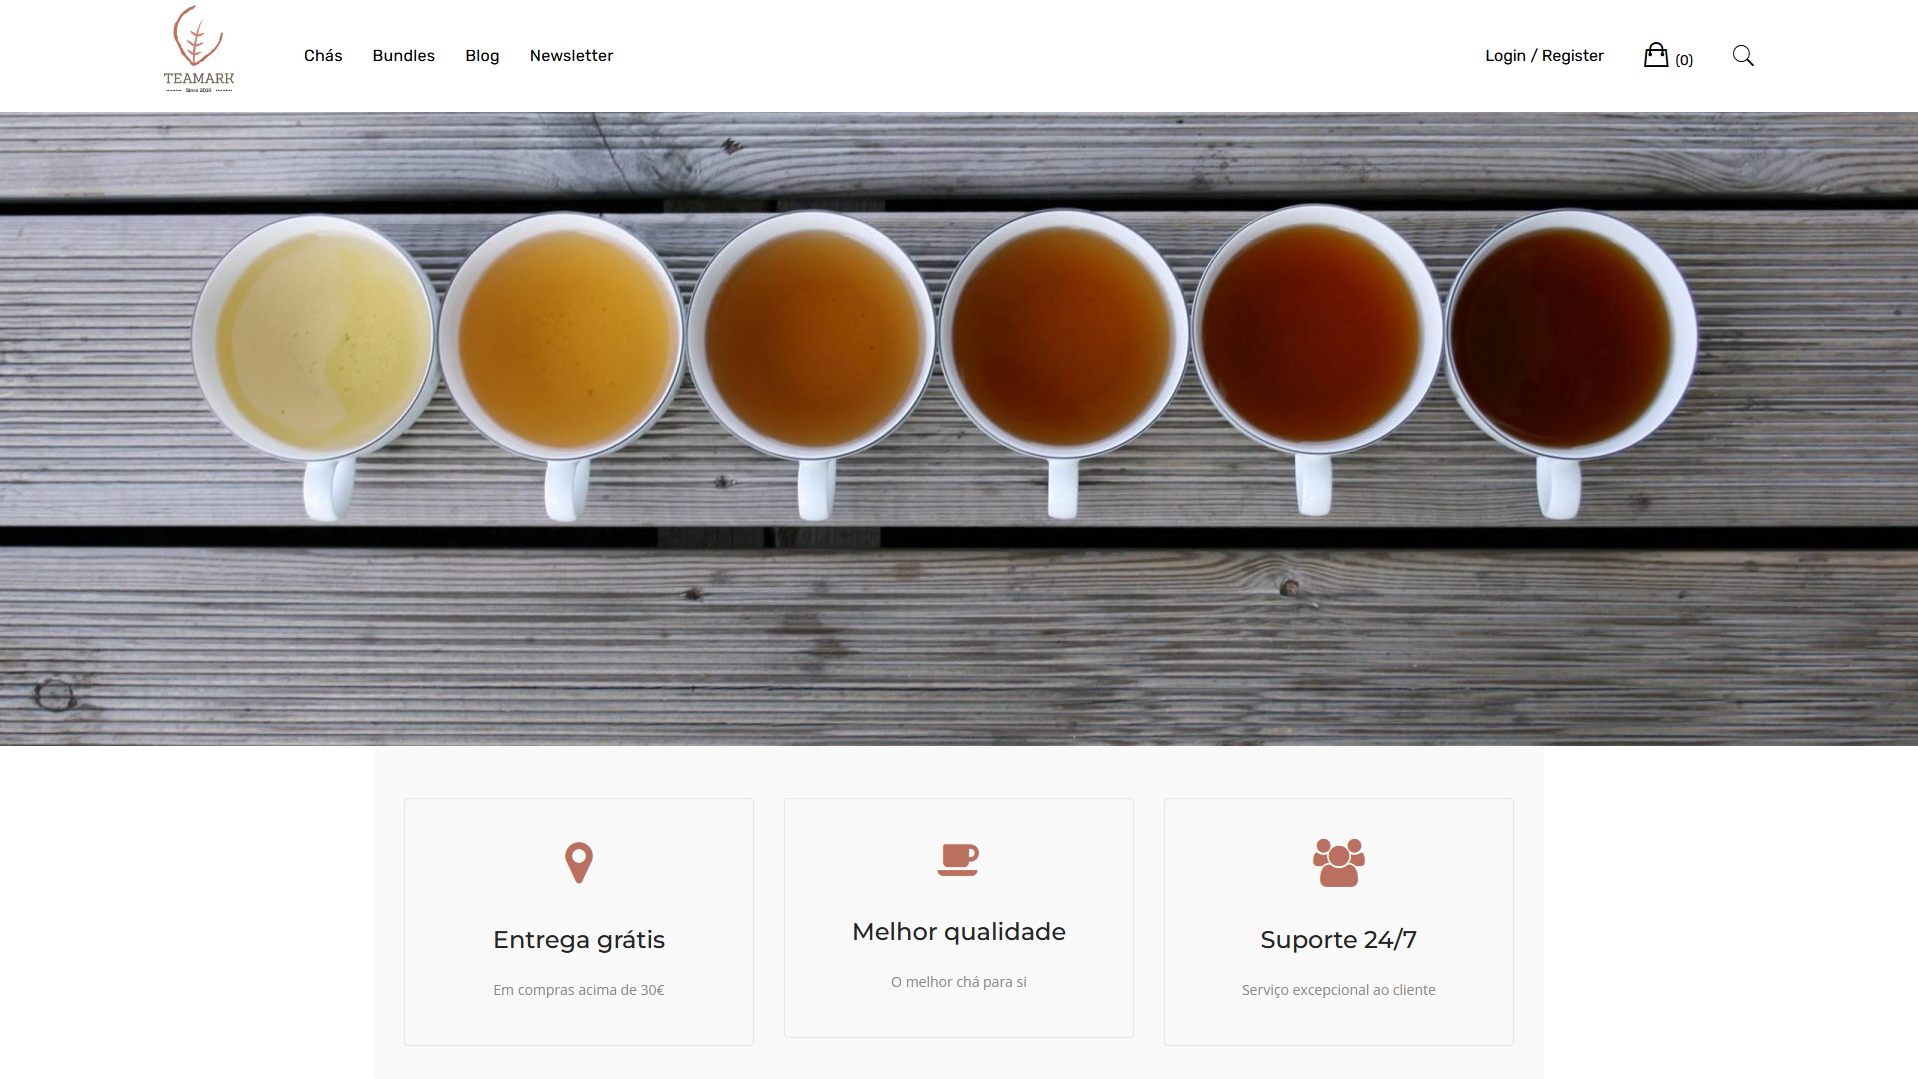 TEAMARK
Since 2010
Chás
Bundles
Blog
Newsletter
Login / Register
(0)
Entrega grátis
Em compras acima de 30€
Melhor qualidade
O melhor chá para si
Suporte 24/7
Serviço excepcional ao cliente